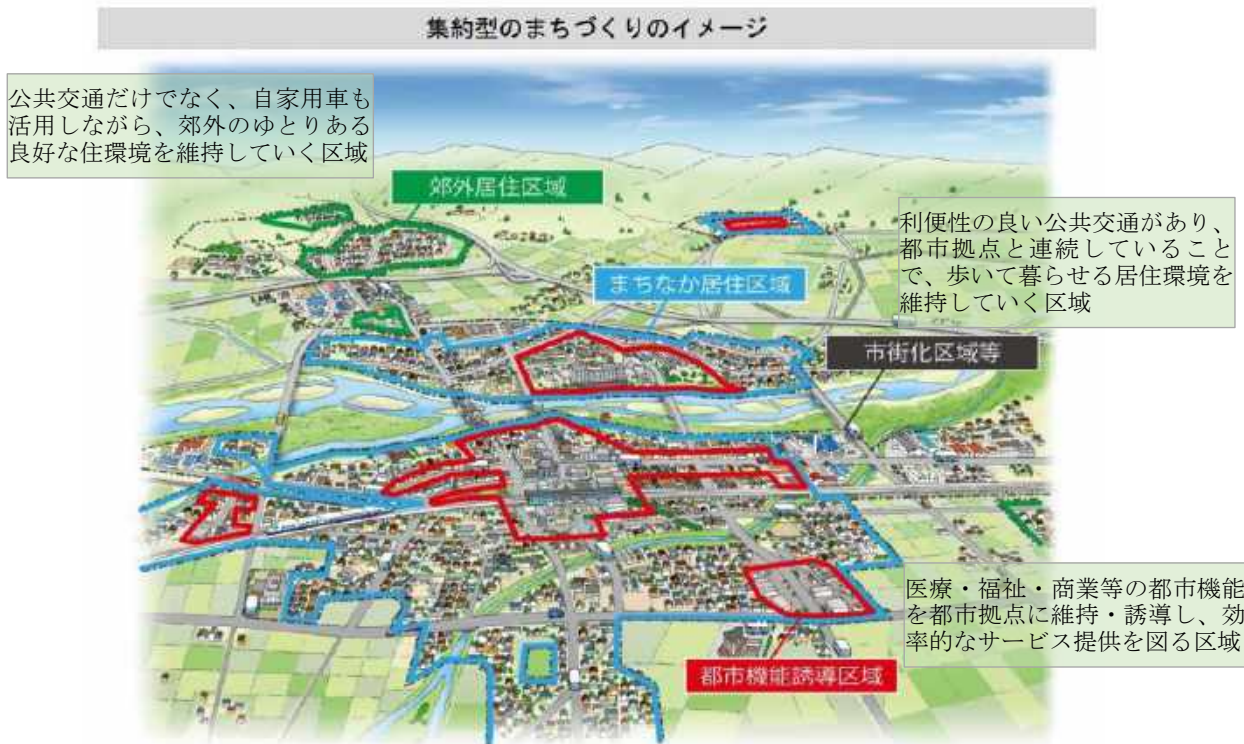 集約型のまちづくりのイメージ
公共交通だけでなく、自家用車も
活用しながら、郊外のゆとりある
良好な住環境を維持していく区域
郊外居住区域
利便性の良い公共交通があり、
都市拠点と連続していること
で、歩いて暮らせる居住環境を
維持していく区域
まちなか居住区域
市街化区域等
医療・福祉・商業等の都市機能
を都市拠点に維持・誘導し、効
率的なサービス提供を図る区域
都市機能誘導区域